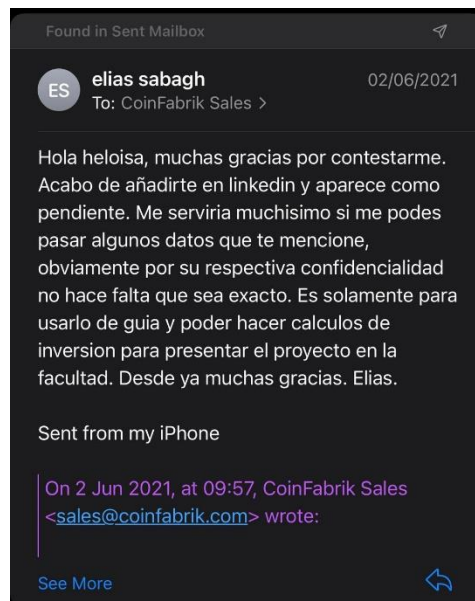 Found in Sent Mailbox
ES
elias sabagh
02/06/2021
To: CoinFabrik Sales >
Hola heloisa, muchas gracias por contestarme.
Acabo de añadirte en linkedin y aparece como
pendiente. Me serviria muchisimo si me podes
pasar algunos datos que te mencione,
obviamente por su respectiva confidencialidad
no hace falta que sea exacto. Es solamente para
usarlo de guia y poder hacer calculos de
inversion para presentar el proyecto en la
facultad. Desde ya muchas gracias. Elias.
Sent from my iPhone
On 2 Jun 2021, at 09:57, CoinFabrik Sales
<sales@coinfabrik.com> wrote:
See More